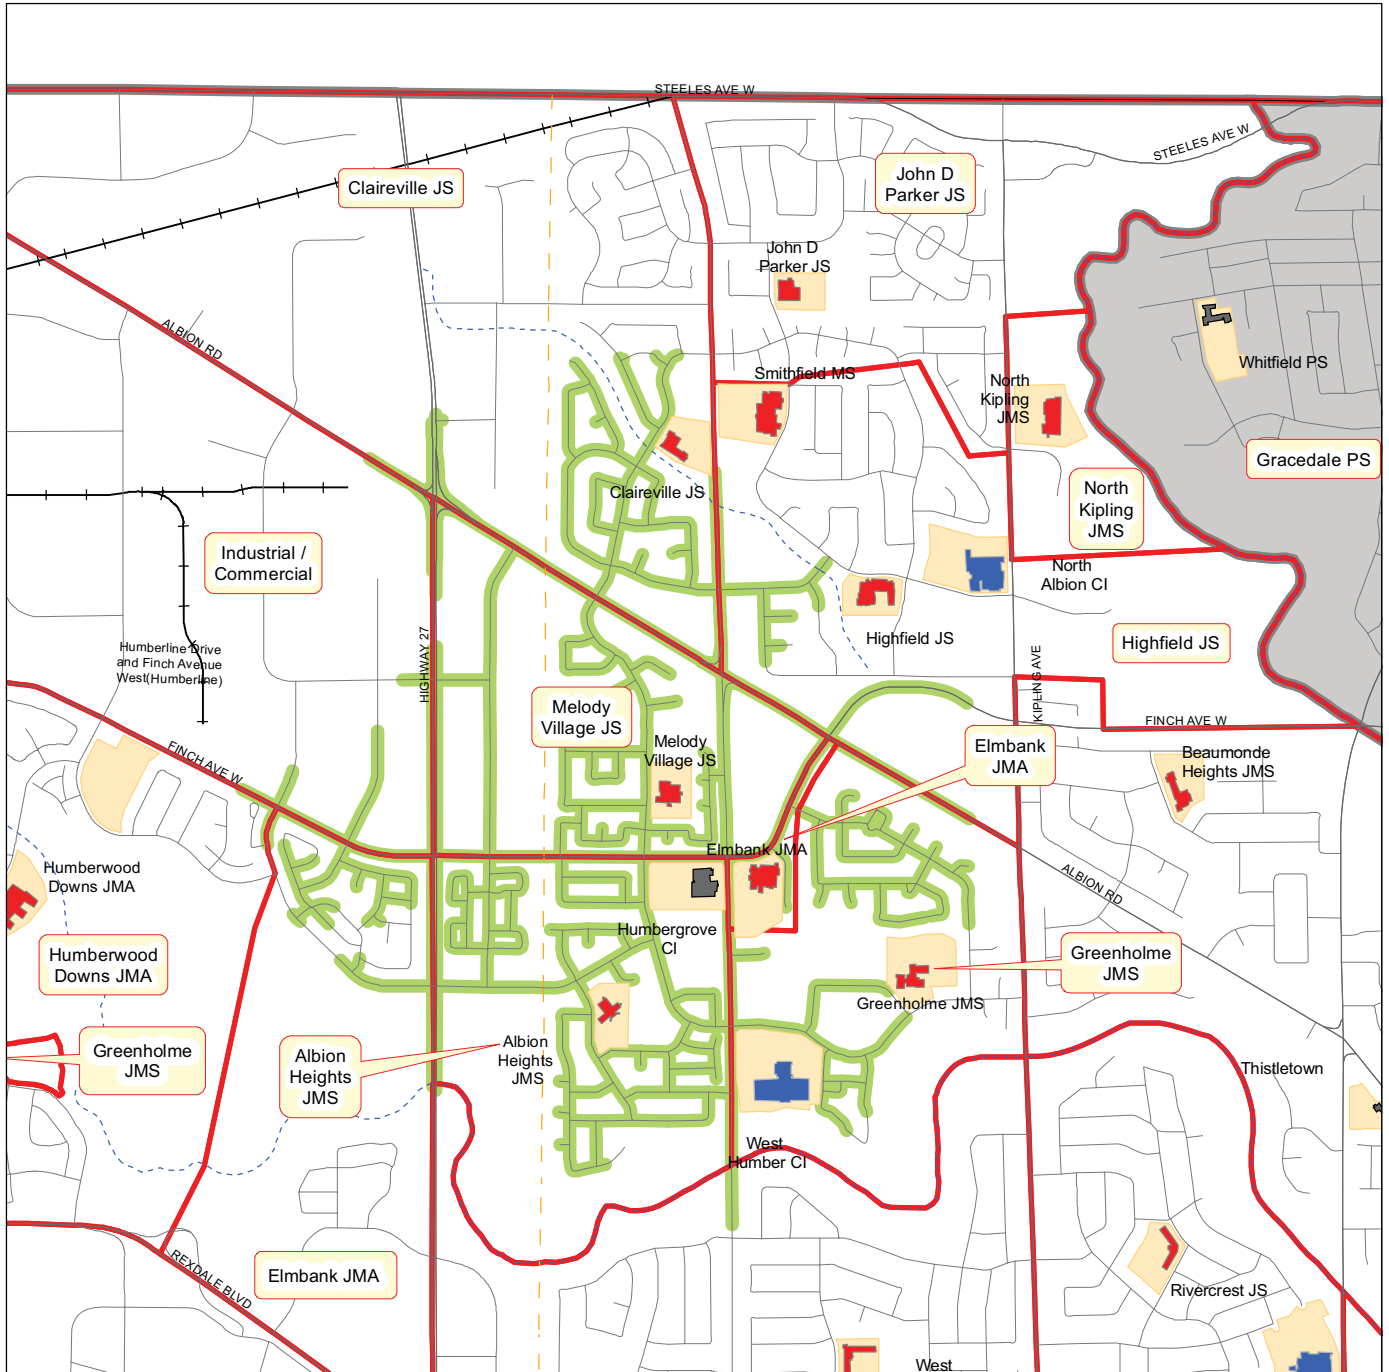 STEELES AVE W
STEELES AVE W
Claireville JS
John D
Parker JS
John D
Parker JS
ALBION RD
Smithfield MS
North
Kipling
JMS
Whitfield PS
Gracedale PS
Claireville JS
North
Kipling
JMS
Industrial /
Commercial
North
Albion CI
Highfield JS
Highfield JS
Humberline Drive
and Finch Avenue
West(Humberline)
HIGHWAY 27
KIPLING AVE
Melody
Village JS
Melody
Village JS
FINCH AVE W
FINCH AVE W
Elmbank
JMA
Beaumonde
Heights JMS
Elmbank JMA
Humberwood
Downs JMA
ALBION RD
Humbergrove
CI
Humberwood
Downs JMA
Greenholme
JMS
Greenholme JMS
Greenholme
JMS
Albion
Heights
JMS
Albion
Heights
JMS
Thistletown
West
Humber CI
REXDALE BLVD
Elmbank JMA
Rivercrest JS
West